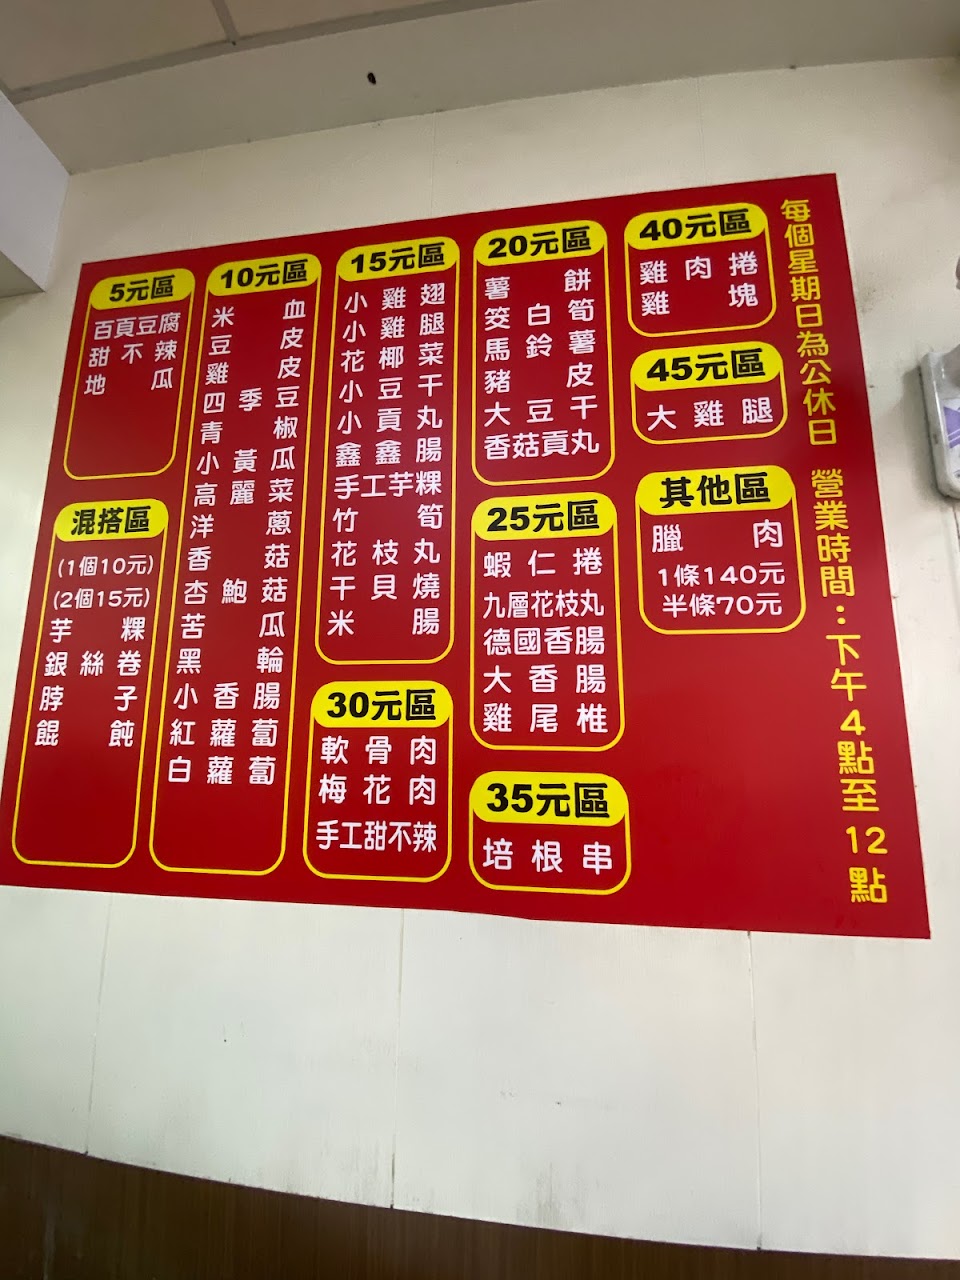 5元區
百頁豆腐
甜不辣
地瓜
混搭區
(1個10元)
(2個15元)
芋粿
銀絲卷
脖子
餛飩
10元區
米血
豆皮
雞皮
四季豆
青椒
小黃瓜
高麗菜
洋蔥
香菇
杏鮑菇
苦瓜
黑輪
小香腸
紅蘿蔔
白蘿蔔
15元區
小雞翅
小雞腿
花椰菜
小豆干
小貢丸
鑫鑫腸
手工芋粿
竹筍
花枝丸
干貝燒
米腸
30元區
軟骨肉
梅花肉
手工甜不辣
20元區
薯餅
筊白筍
馬鈴薯
豬皮
大豆干
香菇貢丸
25元區
蝦仁捲
九層花枝丸
德國香腸
大香腸
雞尾椎
35元區
培根串
40元區
雞肉捲
雞塊
45元區
大雞腿
其他區
臘肉
1條140元
半條70元
每個星期日為公休日 營業時間：下午4點至12點